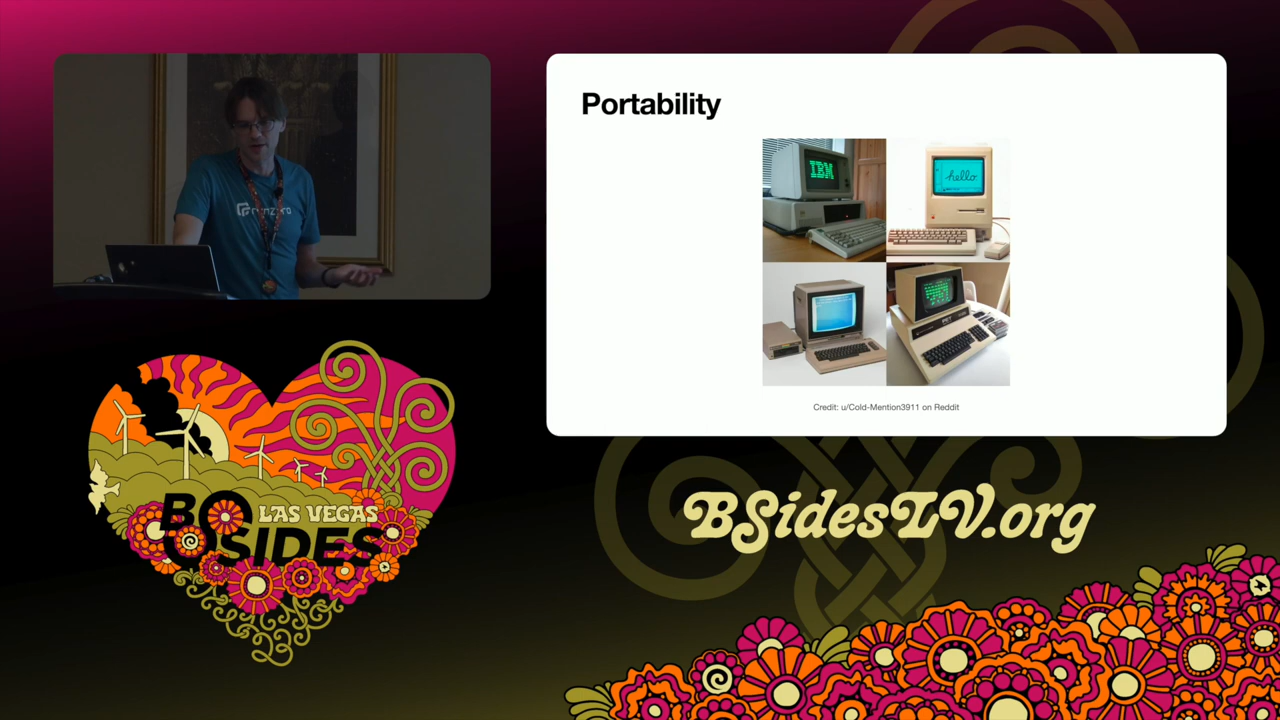 Portability
IBM
hello.
Credit: u/Cold-Mention3911 on Reddit
BSidesLV.org
LAS VEGAS
BSIDES